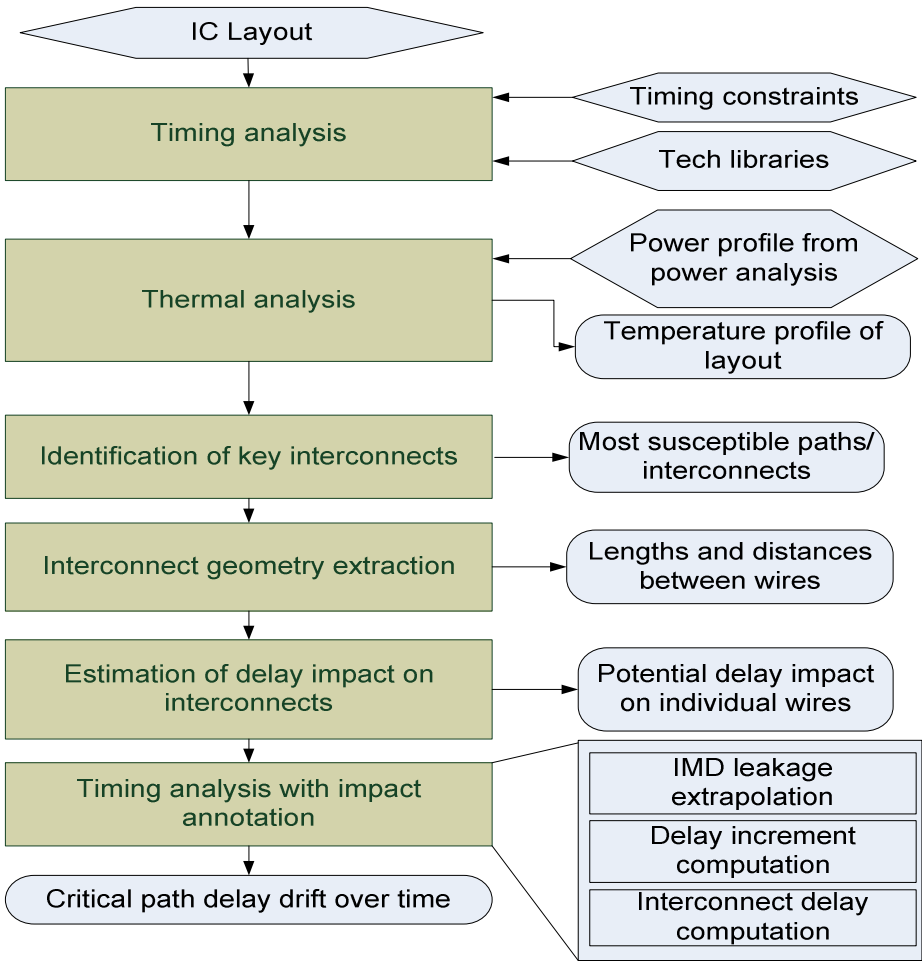 IC Layout
Timing analysis
Timing constraints
Tech libraries
Thermal analysis
Power profile from
power analysis
Temperature profile of
layout
Identification of key interconnects
Most susceptible paths/
interconnects
Interconnect geometry extraction
Lengths and distances
between wires
Estimation of delay impact on
interconnects
Potential delay impact
on individual wires
Timing analysis with impact
annotation
IMD leakage
extrapolation
Delay increment
computation
Interconnect delay
computation
Critical path delay drift over time